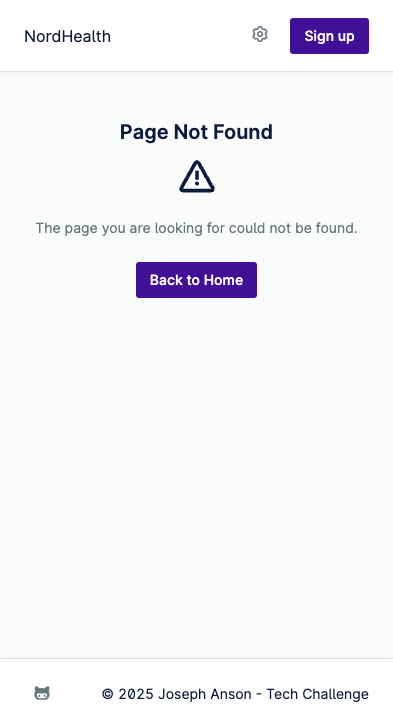 NordHealth
Sign up
Page Not Found
The page you are looking for could not be found.
Back to Home
© 2025 Joseph Anson - Tech Challenge